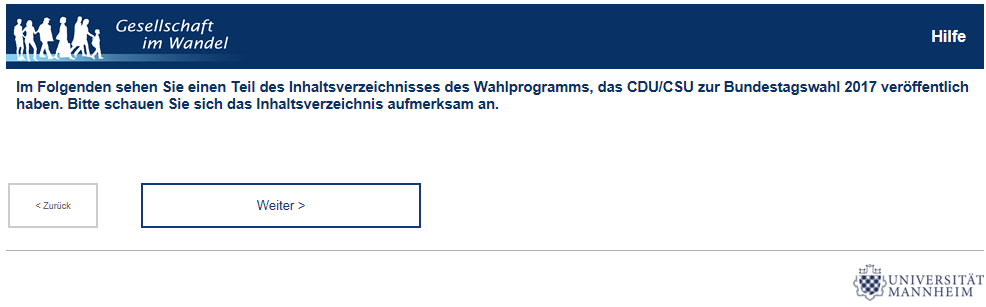 Gesellschaft
im Wandel
Hilfe
Im Folgenden sehen Sie einen Teil des Inhaltsverzeichnisses des Wahlprogramms, das CDU/CSU zur Bundestagswahl 2017 veröffentlich
haben. Bitte schauen Sie sich das Inhaltsverzeichnis aufmerksam an.
< Zurück
Weiter >
UNIVERSITÄT
MANNHEIM